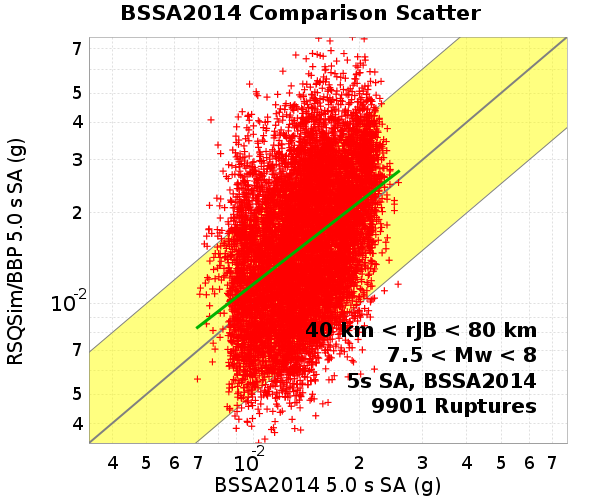 BSSA2014 Comparison Scatter
RSQSim/BBP 5.0 s SA (g)
7
5
4
3
2
10-2
7
5
4
40 km < rJB < 80 km
7.5 < Mw < 8
5s SA, BSSA2014
9901 Ruptures
4 5 6 7 10-2 2 3 4 5 6 7
BSSA2014 5.0 s SA (g)